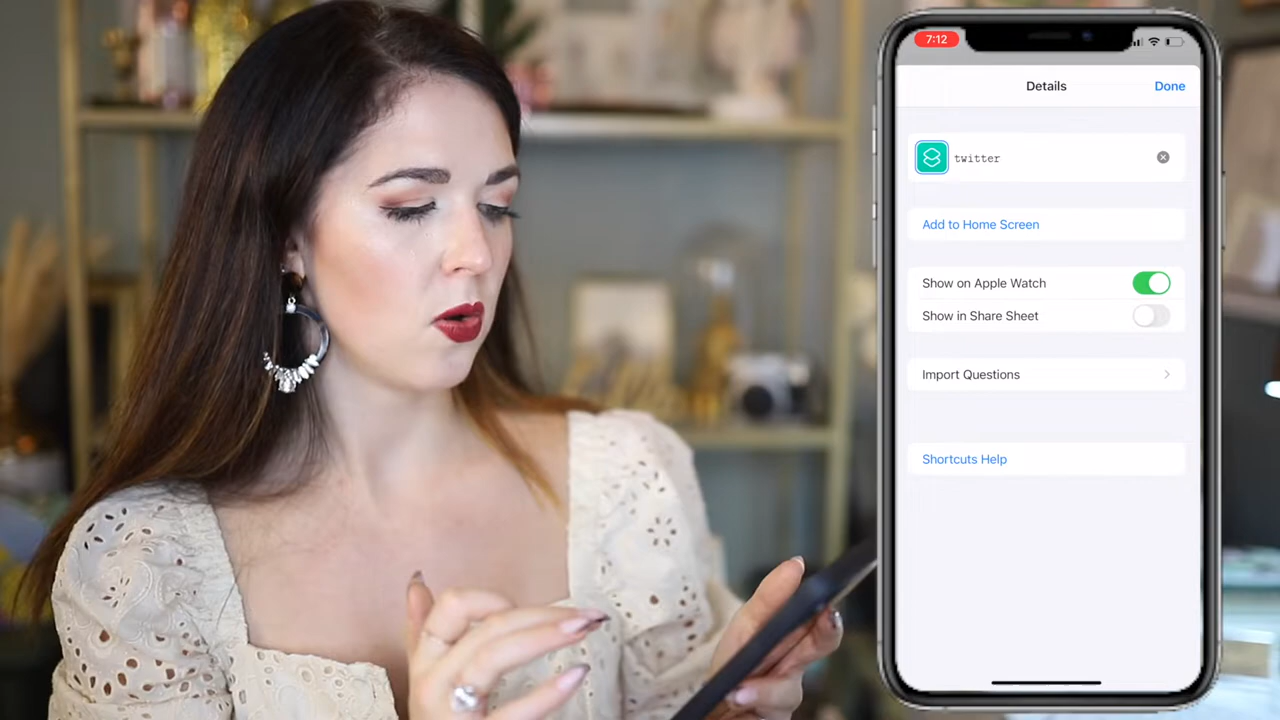 7:12
Details
Done
twitter
Add to Home Screen
Show on Apple Watch
Show in Share Sheet
Import Questions
Shortcuts Help